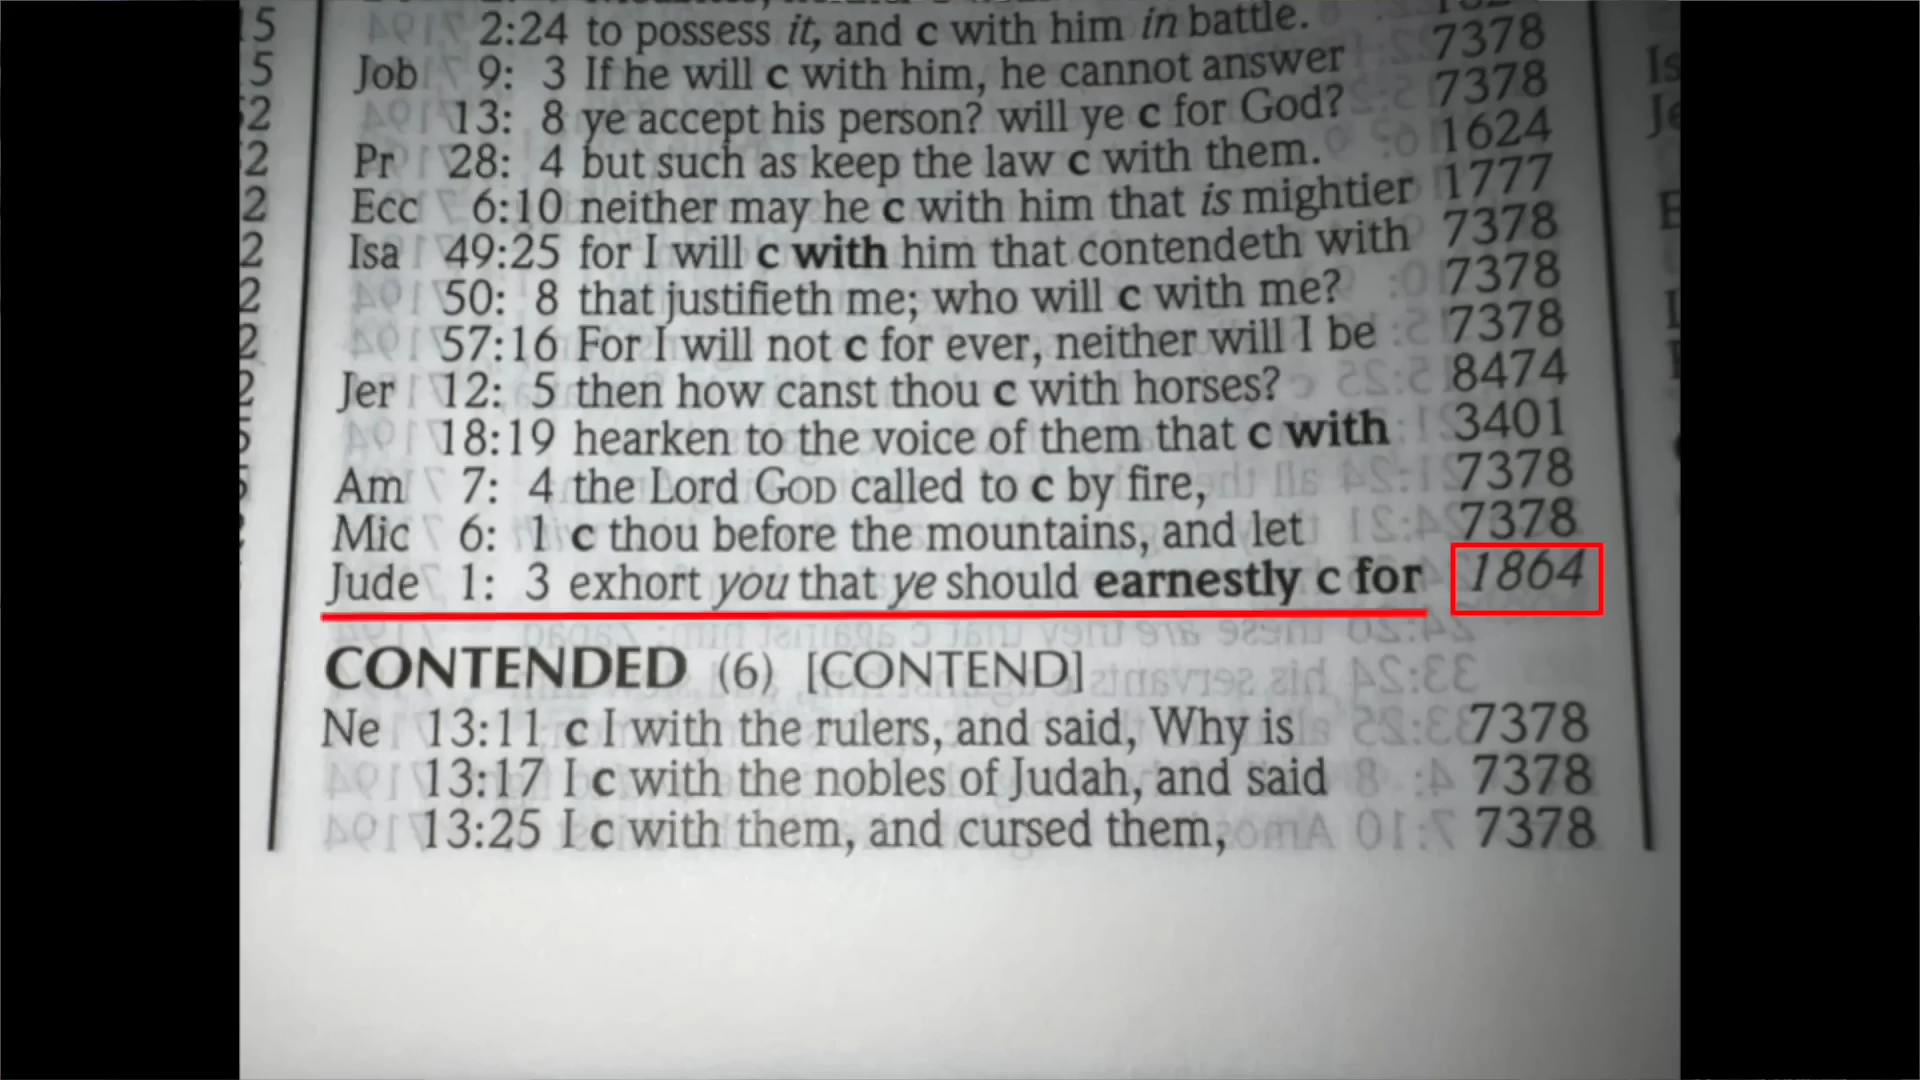 15 2:24 to possess it, and c with him in battle.
5 Job 9: 3 If he will c with him, he cannot answer 7378
2 13: 8 ye accept his person? will ye c for God? 7378
2 Pr 28: 4 but such as keep the law c with them. 1624
2 Ecc 6:10 neither may he c with him that is mightier 1777
2 Isa 49:25 for I will c with him that contendeth with 7378
2 50: 8 that justifieth me; who will c with me? 7378
2 57:16 For I will not c for ever, neither will I be 7378
2 Jer 12: 5 then how canst thou c with horses? 8474
18:19 hearken to the voice of them that c with 3401
Am 7: 4 the Lord GOD called to c by fire, 7378
Mic 6: 1 c thou before the mountains, and let 7378
Jude 1: 3 exhort you that ye should earnestly c for 1864
CONTENDED (6) [CONTEND]
Ne 13:11 c I with the rulers, and said, Why is 7378
13:17 I c with the nobles of Judah, and said 7378
13:25 I c with them, and cursed them, 7378